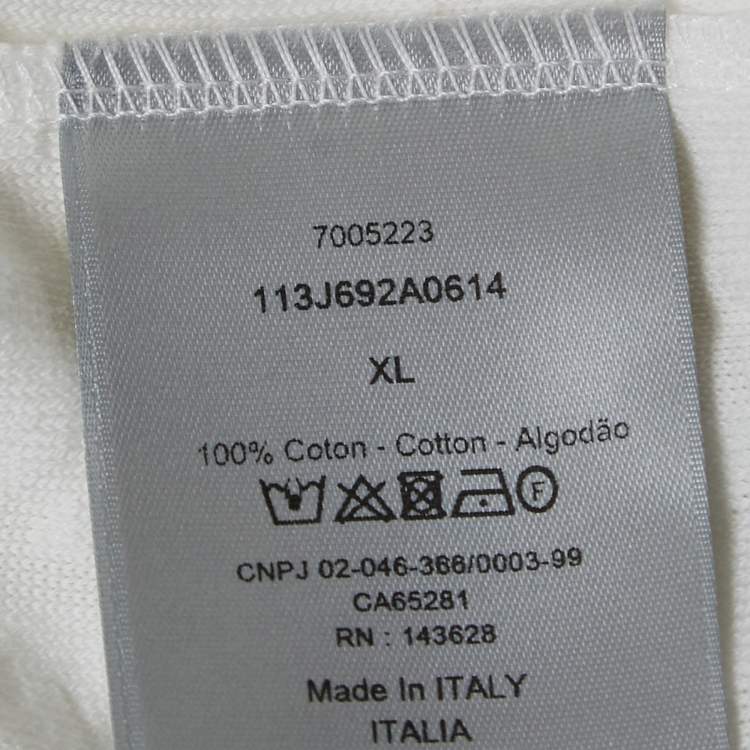 7005223
113J692A0614
XL
100% Coton - Cotton - Algodão
F
CNPJ 02-046-366/0003-99
CA65281
RN : 143628
Made In ITALY
ITALIA